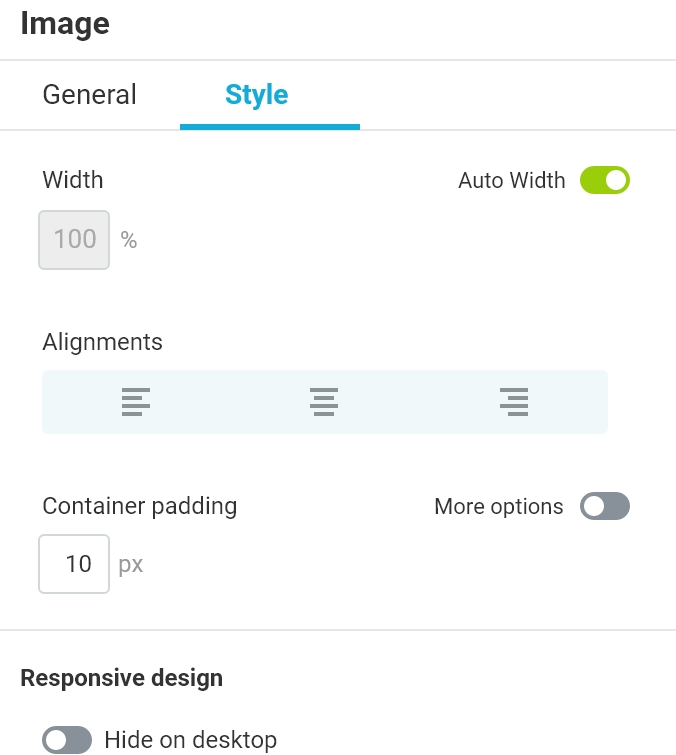 Image
General Style
Width Auto Width
100 %
Alignments
Container padding More options
10 px
Responsive design
Hide on desktop